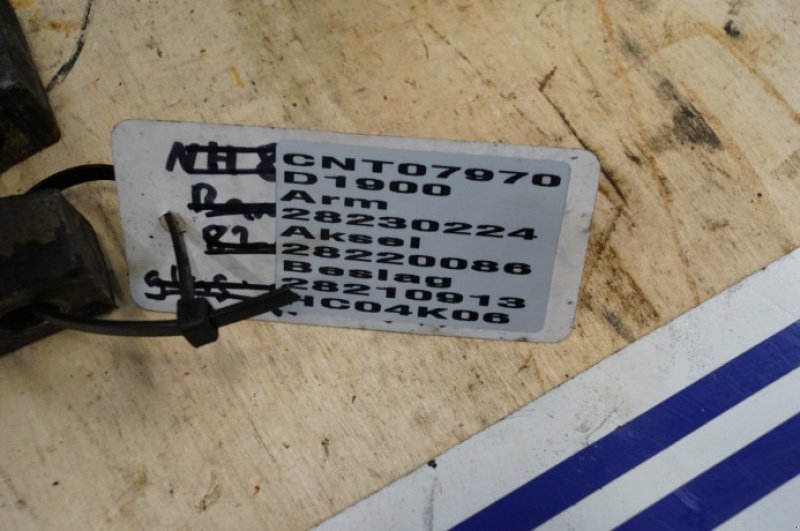 CNT07970
D1900
Arm
28230224
Aksel
28220086
Beslag
28210913
HC04K06